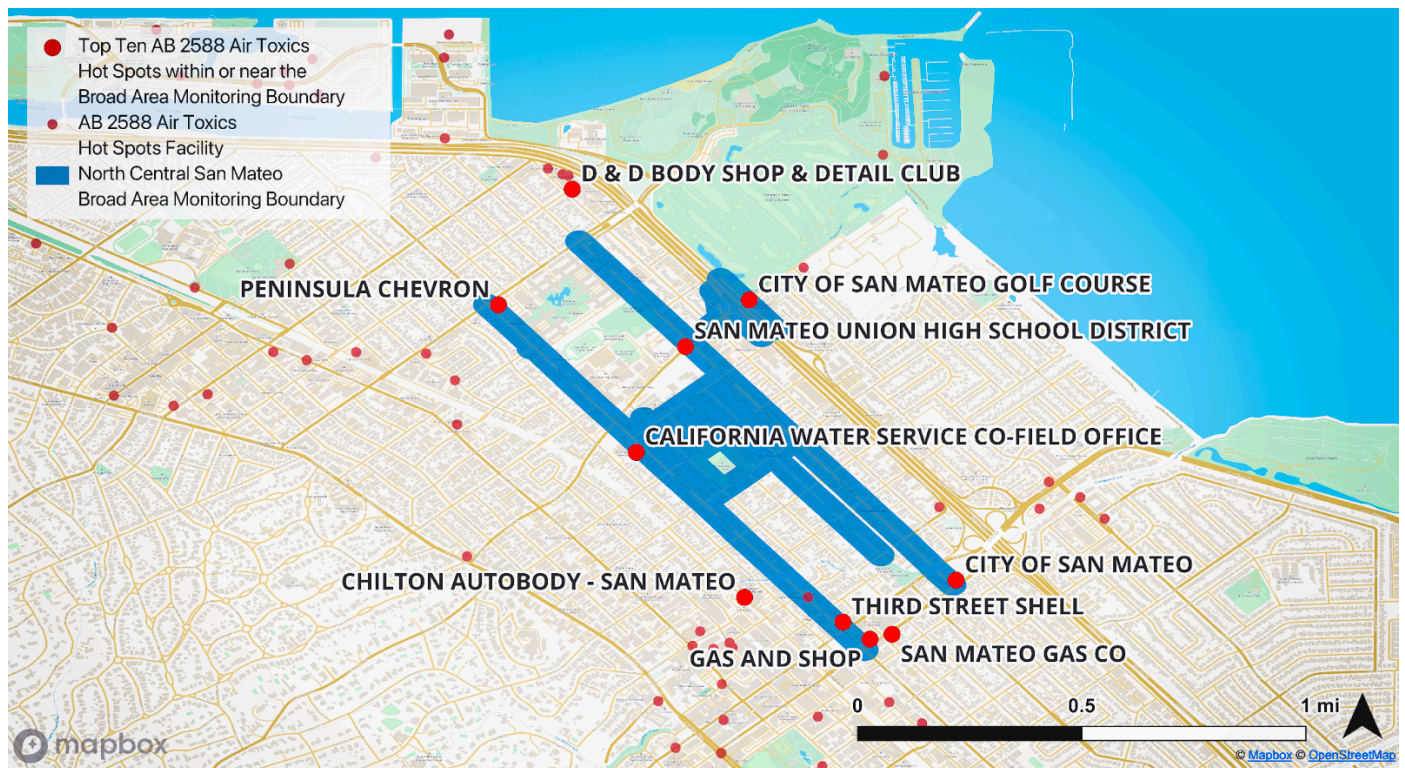 Top Ten AB 2588 Air Toxics
Hot Spots within or near the
Broad Area Monitoring Boundary
AB 2588 Air Toxics
Hot Spots Facility
North Central San Mateo
Broad Area Monitoring Boundary
D & D BODY SHOP & DETAIL CLUB
PENINSULA CHEVRON
CITY OF SAN MATEO GOLF COURSE
SAN MATEO UNION HIGH SCHOOL DISTRICT
CALIFORNIA WATER SERVICE CO-FIELD OFFICE
CITY OF SAN MATEO
CHILTON AUTOBODY - SAN MATEO
THIRD STREET SHELL
GAS AND SHOP
SAN MATEO GAS CO
0 0.5 1 mi
mapbox
© Mapbox © OpenStreetMap